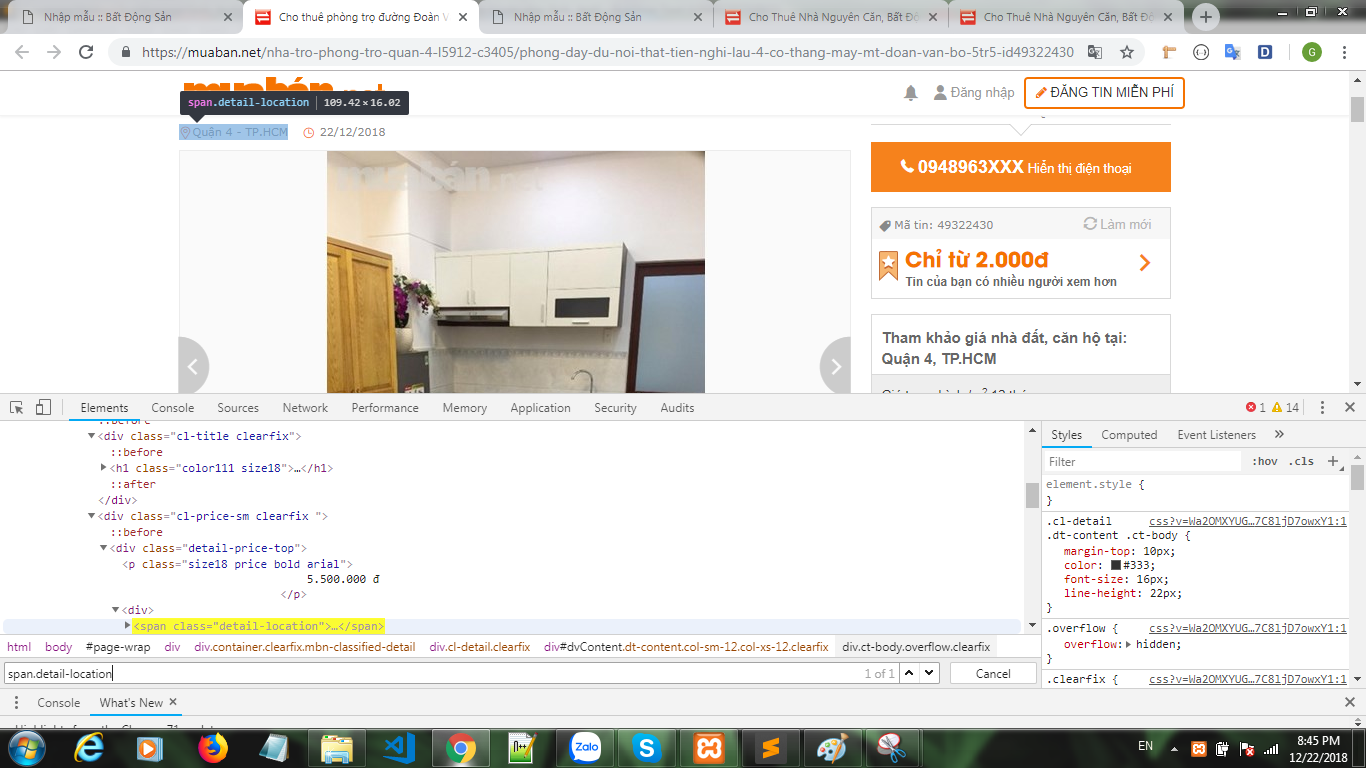 Nhập mẫu :: Bất Động Sản
Cho thuê phòng trọ đường Đoàn V
Nhập mẫu :: Bất Động Sản
Cho Thuê Nhà Nguyên Căn, Bất Đó
Cho Thuê Nhà Nguyên Căn, Bất Độ
https://muaban.net/nha-tro-phong-tro-quan-4-l5912-c3405/phong-day-du-noi-that-tien-nghi-lau-4-co-thang-may-mt-doan-van-bo-5tr5-id49322430
G
Đăng nhập
ĐĂNG TIN MIỄN PHÍ
span.detail-location | 109.42 × 16.02
Quận 4 - TP.HCM
22/12/2018
muabán.net
0948963XXX Hiển thị điện thoại
Mã tin: 49322430
Làm mới
Chỉ từ 2.000đ
Tin của bạn có nhiều người xem hơn
Tham khảo giá nhà đất, căn hộ tại:
Quận 4, TP.HCM
Elements Console Sources Network Performance Memory Application Security Audits
1 14
::before
<div class="cl-title clearfix">
::before
<h1 class="color111 size18">…</h1>
::after
</div>
<div class="cl-price-sm clearfix ">
::before
<div class="detail-price-top">
<p class="size18 price bold arial">
5.500.000 đ
</p>
<div>
<span class="detail-location">…</span>
html body #page-wrap div div.container.clearfix.mbn-classified-detail div.cl-detail.clearfix div#dvContent.dt-content.col-sm-12.col-xs-12.clearfix div.ct-body.overflow.clearfix
span.detail-location
1 of 1
Cancel
Styles Computed Event Listeners »
Filter
:hov .cls +
element.style {
}
.cl-detail css?v=Wa2OMXYUG…7C8ljD7owxY1:1
.dt-content .ct-body {
margin-top: 10px;
color: #333;
font-size: 16px;
line-height: 22px;
}
.overflow { css?v=Wa2OMXYUG…7C8ljD7owxY1:1
overflow: hidden;
}
.clearfix { css?v=Wa2OMXYUG…7C8ljD7owxY1:1
Console What's New
EN
8:45 PM
12/22/2018
Zalo